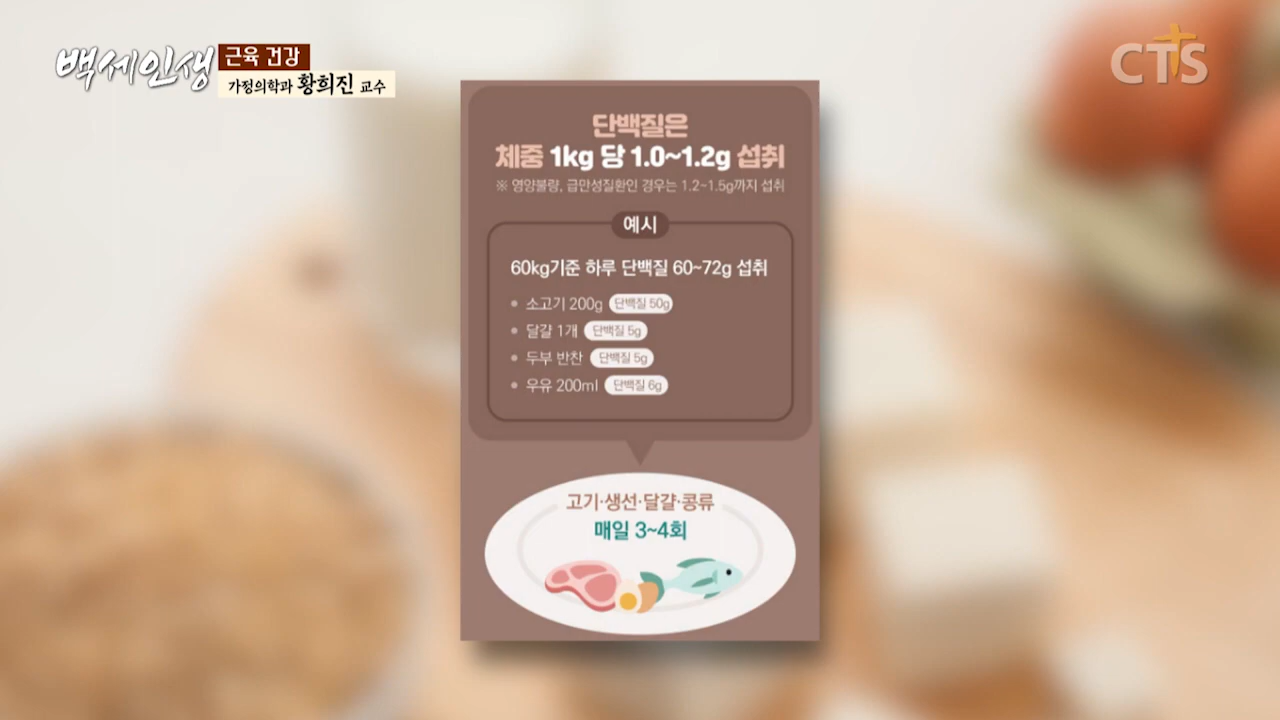 백세인생
근육 건강
가정의학과 황희진 교수
CTS
단백질은
체중 1kg 당 1.0~1.2g 섭취
※ 영양불량, 급만성질환인 경우는 1.2~1.5g까지 섭취
예시
60kg기준 하루 단백질 60~72g 섭취
• 소고기 200g 단백질 50g
• 달걀 1개 단백질 5g
• 두부 반찬 단백질 5g
• 우유 200ml 단백질 6g
고기·생선·달걀·콩류
매일 3~4회